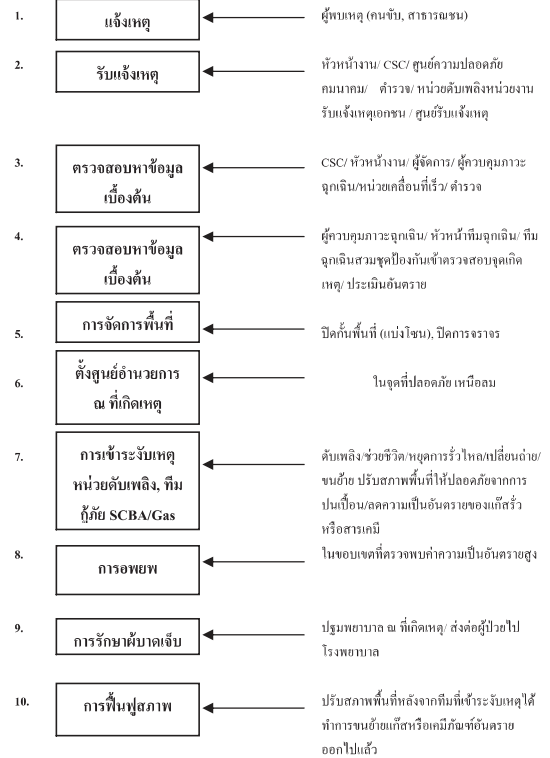 1.
แจ้งเหตุ
ผู้พบเหตุ (คนขับ, สาธารณชน)
2.
รับแจ้งเหตุ
หัวหน้างาน/ CSC/ ศูนย์ความปลอดภัย
คมนาคม/ ตำรวจ/ หน่วยดับเพลิงหน่วยงาน
รับแจ้งเหตุเอกชน / ศูนย์รับแจ้งเหตุ
3.
ตรวจสอบหาข้อมูล
เบื้องต้น
CSC/ หัวหน้างาน/ ผู้จัดการ/ ผู้ควบคุมภาวะ
ฉุกเฉิน/หน่วยเคลื่อนที่เร็ว/ ตำรวจ
4.
ตรวจสอบหาข้อมูล
เบื้องต้น
ผู้ควบคุมภาวะฉุกเฉิน/ หัวหน้าทีมฉุกเฉิน/ ทีม
ฉุกเฉินสวมชุดป้องกันเข้าตรวจสอบจุดเกิด
เหตุ/ ประเมินอันตราย
5.
การจัดการพื้นที่
ปิดกั้นพื้นที่ (แบ่งโซน), ปิดการจราจร
6.
ตั้งศูนย์อำนวยการ
ณ ที่เกิดเหตุ
ในจุดที่ปลอดภัย เหนือลม
7.
การเข้าระงับเหตุ
หน่วยดับเพลิง, ทีม
กู้ภัย SCBA/Gas
ดับเพลิง/ช่วยชีวิต/หยุดการรั่วไหล/เปลี่ยนถ่าย/
ขนย้าย ปรับสภาพพื้นที่ให้ปลอดภัยจากการ
ปนเปื้อน/ลดความเป็นอันตรายของแก๊สรั่ว
หรือสารเคมี
8.
การอพยพ
ในขอบเขตที่ตรวจพบค่าความเป็นอันตรายสูง
9.
การรักษาผู้บาดเจ็บ
ปฐมพยาบาล ณ ที่เกิดเหตุ/ ส่งต่อผู้ป่วยไป
โรงพยาบาล
10.
การฟื้นฟูสภาพ
ปรับสภาพพื้นที่หลังจากทีมที่เข้าระงับเหตุได้
ทำการขนย้ายแก๊สหรือเคมีภัณฑ์อันตราย
ออกไปแล้ว